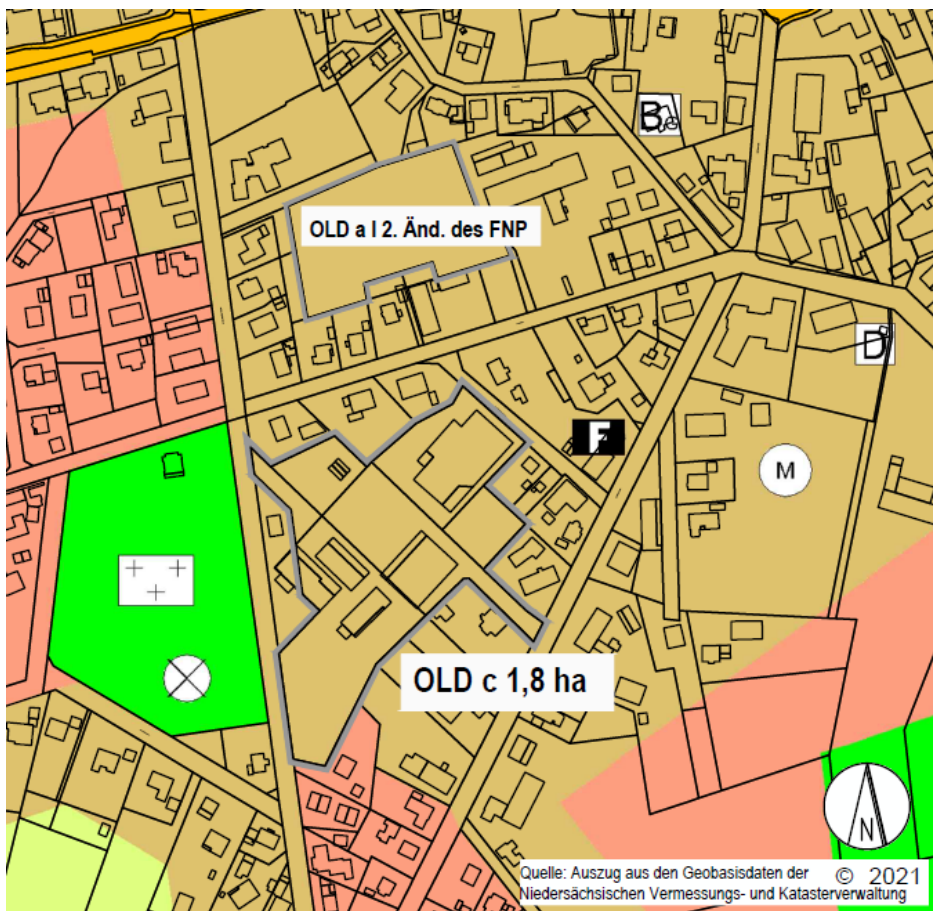 B
OLD a I 2. Änd. des FNP
D
F
M
OLD c 1,8 ha
N
Quelle: Auszug aus den Geobasisdaten der © 2021
Niedersächsischen Vermessungs- und Katasterverwaltung